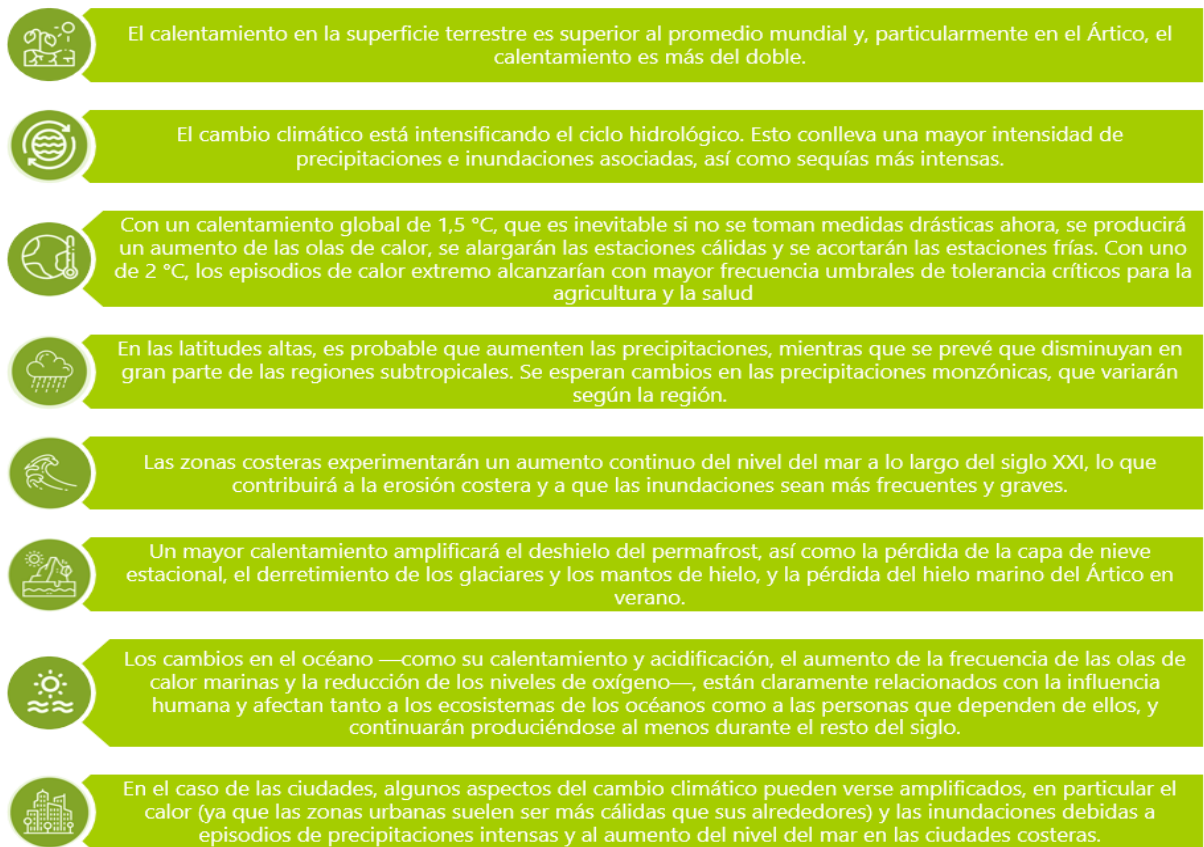 El calentamiento en la superficie terrestre es superior al promedio mundial y, particularmente en el Ártico, el
calentamiento es más del doble.
El cambio climático está intensificando el ciclo hidrológico. Esto conlleva una mayor intensidad de
precipitaciones e inundaciones asociadas, así como sequías más intensas.
Con un calentamiento global de 1,5 °C, que es inevitable si no se toman medidas drásticas ahora, se producirá
un aumento de las olas de calor, se alargarán las estaciones cálidas y se acortarán las estaciones frías. Con uno
de 2 °C, los episodios de calor extremo alcanzarían con mayor frecuencia umbrales de tolerancia críticos para la
agricultura y la salud
En las latitudes altas, es probable que aumenten las precipitaciones, mientras que se prevé que disminuyan en
gran parte de las regiones subtropicales. Se esperan cambios en las precipitaciones monzónicas, que variarán
según la región.
Las zonas costeras experimentarán un aumento continuo del nivel del mar a lo largo del siglo XXI, lo que
contribuirá a la erosión costera y a que las inundaciones sean más frecuentes y graves.
Un mayor calentamiento amplificará el deshielo del permafrost, así como la pérdida de la capa de nieve
estacional, el derretimiento de los glaciares y los mantos de hielo, y la pérdida del hielo marino del Ártico en
verano.
Los cambios en el océano —como su calentamiento y acidificación, el aumento de la frecuencia de las olas de
calor marinas y la reducción de los niveles de oxígeno—, están claramente relacionados con la influencia
humana y afectan tanto a los ecosistemas de los océanos como a las personas que dependen de ellos, y
continuarán produciéndose al menos durante el resto del siglo.
En el caso de las ciudades, algunos aspectos del cambio climático pueden verse amplificados, en particular el
calor (ya que las zonas urbanas suelen ser más cálidas que sus alrededores) y las inundaciones debidas a
episodios de precipitaciones intensas y al aumento del nivel del mar en las ciudades costeras.